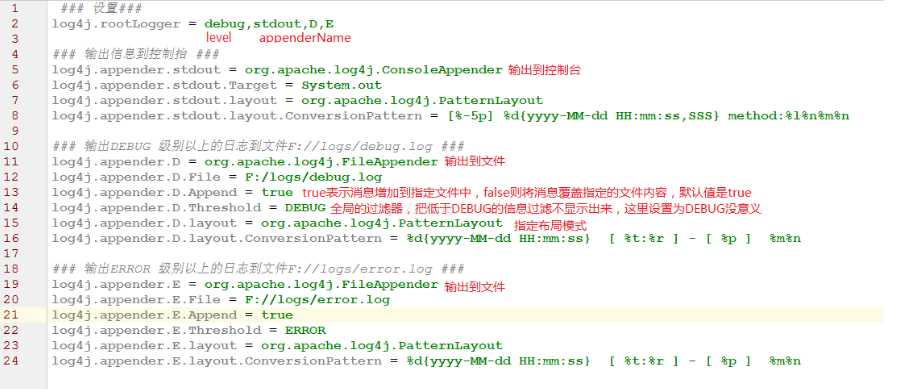 1 ### 设置###
2 log4j.rootLogger = debug,stdout,D,E
3 level appenderName
4 ### 输出信息到控制抬 ###
5 log4j.appender.stdout = org.apache.log4j.ConsoleAppender 输出到控制台
6 log4j.appender.stdout.Target = System.out
7 log4j.appender.stdout.layout = org.apache.log4j.PatternLayout
8 log4j.appender.stdout.layout.ConversionPattern = [%-5p] %d{yyyy-MM-dd HH:mm:ss,SSS} method:%l%n%m%n
9
10 ### 输出DEBUG 级别以上的日志到文件F://logs/debug.log ###
11 log4j.appender.D = org.apache.log4j.FileAppender 输出到文件
12 log4j.appender.D.File = F:/logs/debug.log
13 log4j.appender.D.Append = true true表示消息增加到指定文件中，false则将消息覆盖指定的文件内容，默认值是true
14 log4j.appender.D.Threshold = DEBUG 全局的过滤器，把低于DEBUG的信息过滤不显示出来，这里设置为DEBUG没意义
15 log4j.appender.D.layout = org.apache.log4j.PatternLayout 指定布局模式
16 log4j.appender.D.layout.ConversionPattern = %d{yyyy-MM-dd HH:mm:ss} [ %t:%r ] - [ %p ] %m%n
17
18 ### 输出ERROR 级别以上的日志到文件F://logs/error.log ###
19 log4j.appender.E = org.apache.log4j.FileAppender 输出到文件
20 log4j.appender.E.File = F://logs/error.log
21 log4j.appender.E.Append = true
22 log4j.appender.E.Threshold = ERROR
23 log4j.appender.E.layout = org.apache.log4j.PatternLayout
24 log4j.appender.E.layout.ConversionPattern = %d{yyyy-MM-dd HH:mm:ss} [ %t:%r ] - [ %p ] %m%n